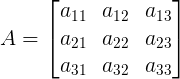 A = [ a₁₁ a₁₂ a₁₃
a₂₁ a₂₂ a₂₃
a₃₁ a₃₂ a₃₃ ]